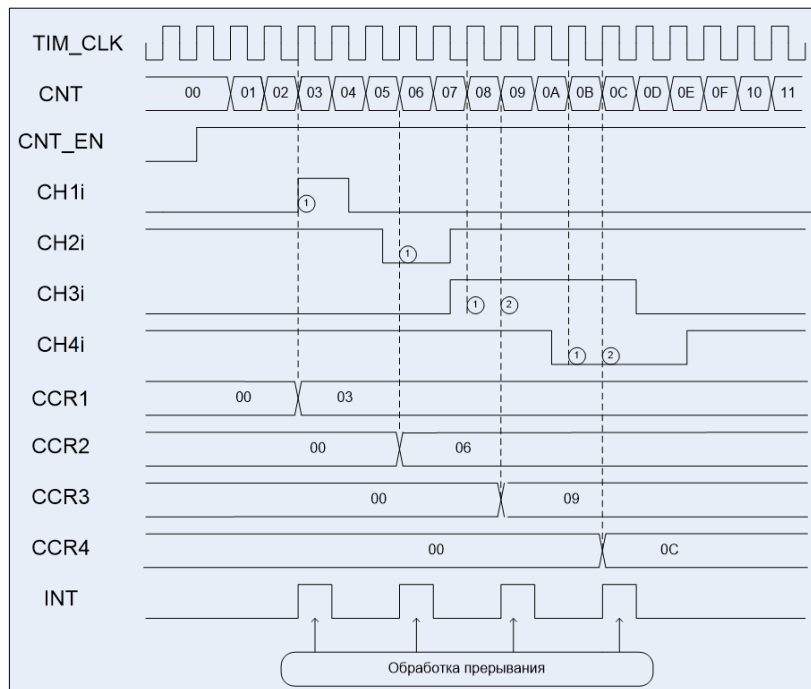 TIM_CLK
CNT 00 01 02 03 04 05 06 07 08 09 0A 0B 0C 0D 0E 0F 10 11
CNT_EN
CH1i 1
CH2i 1
CH3i 1 2
CH4i 1 2
CCR1 00 03
CCR2 00 06
CCR3 00 09
CCR4 00 0C
INT
Обработка прерывания